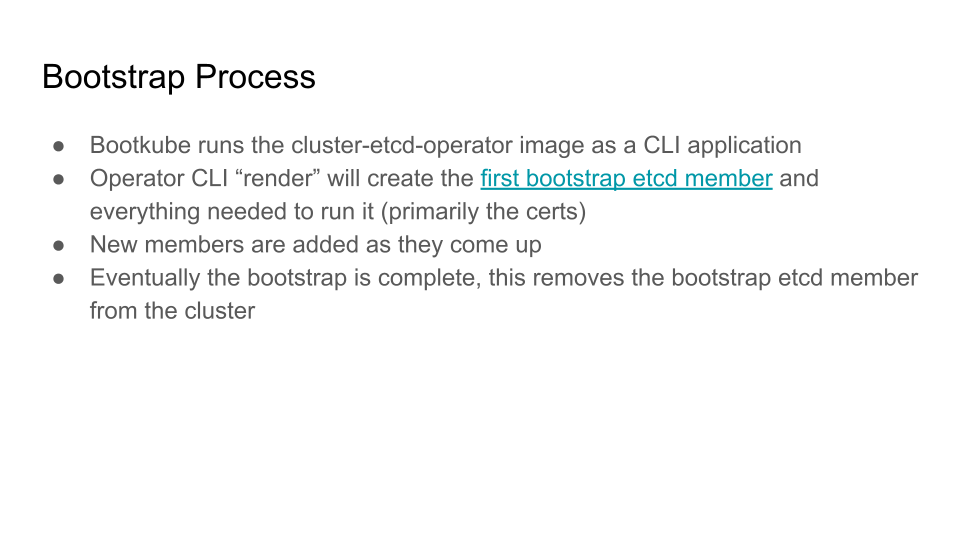 Bootstrap Process
● Bootkube runs the cluster-etcd-operator image as a CLI application
● Operator CLI “render” will create the first bootstrap etcd member and
everything needed to run it (primarily the certs)
● New members are added as they come up
● Eventually the bootstrap is complete, this removes the bootstrap etcd member
from the cluster